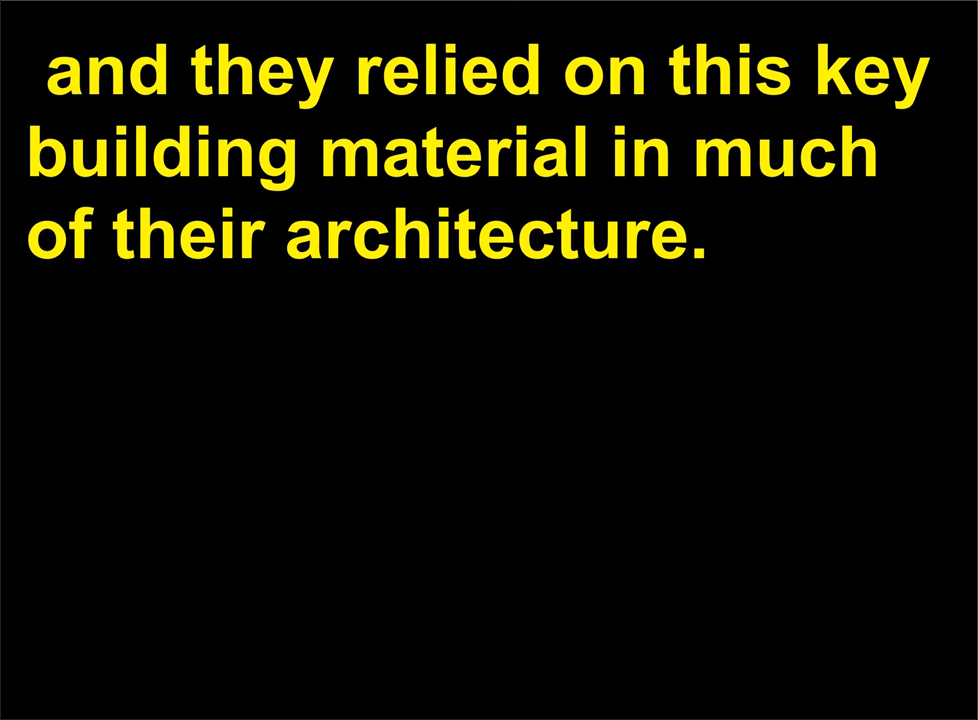 and they relied on this key
building material in much
of their architecture.